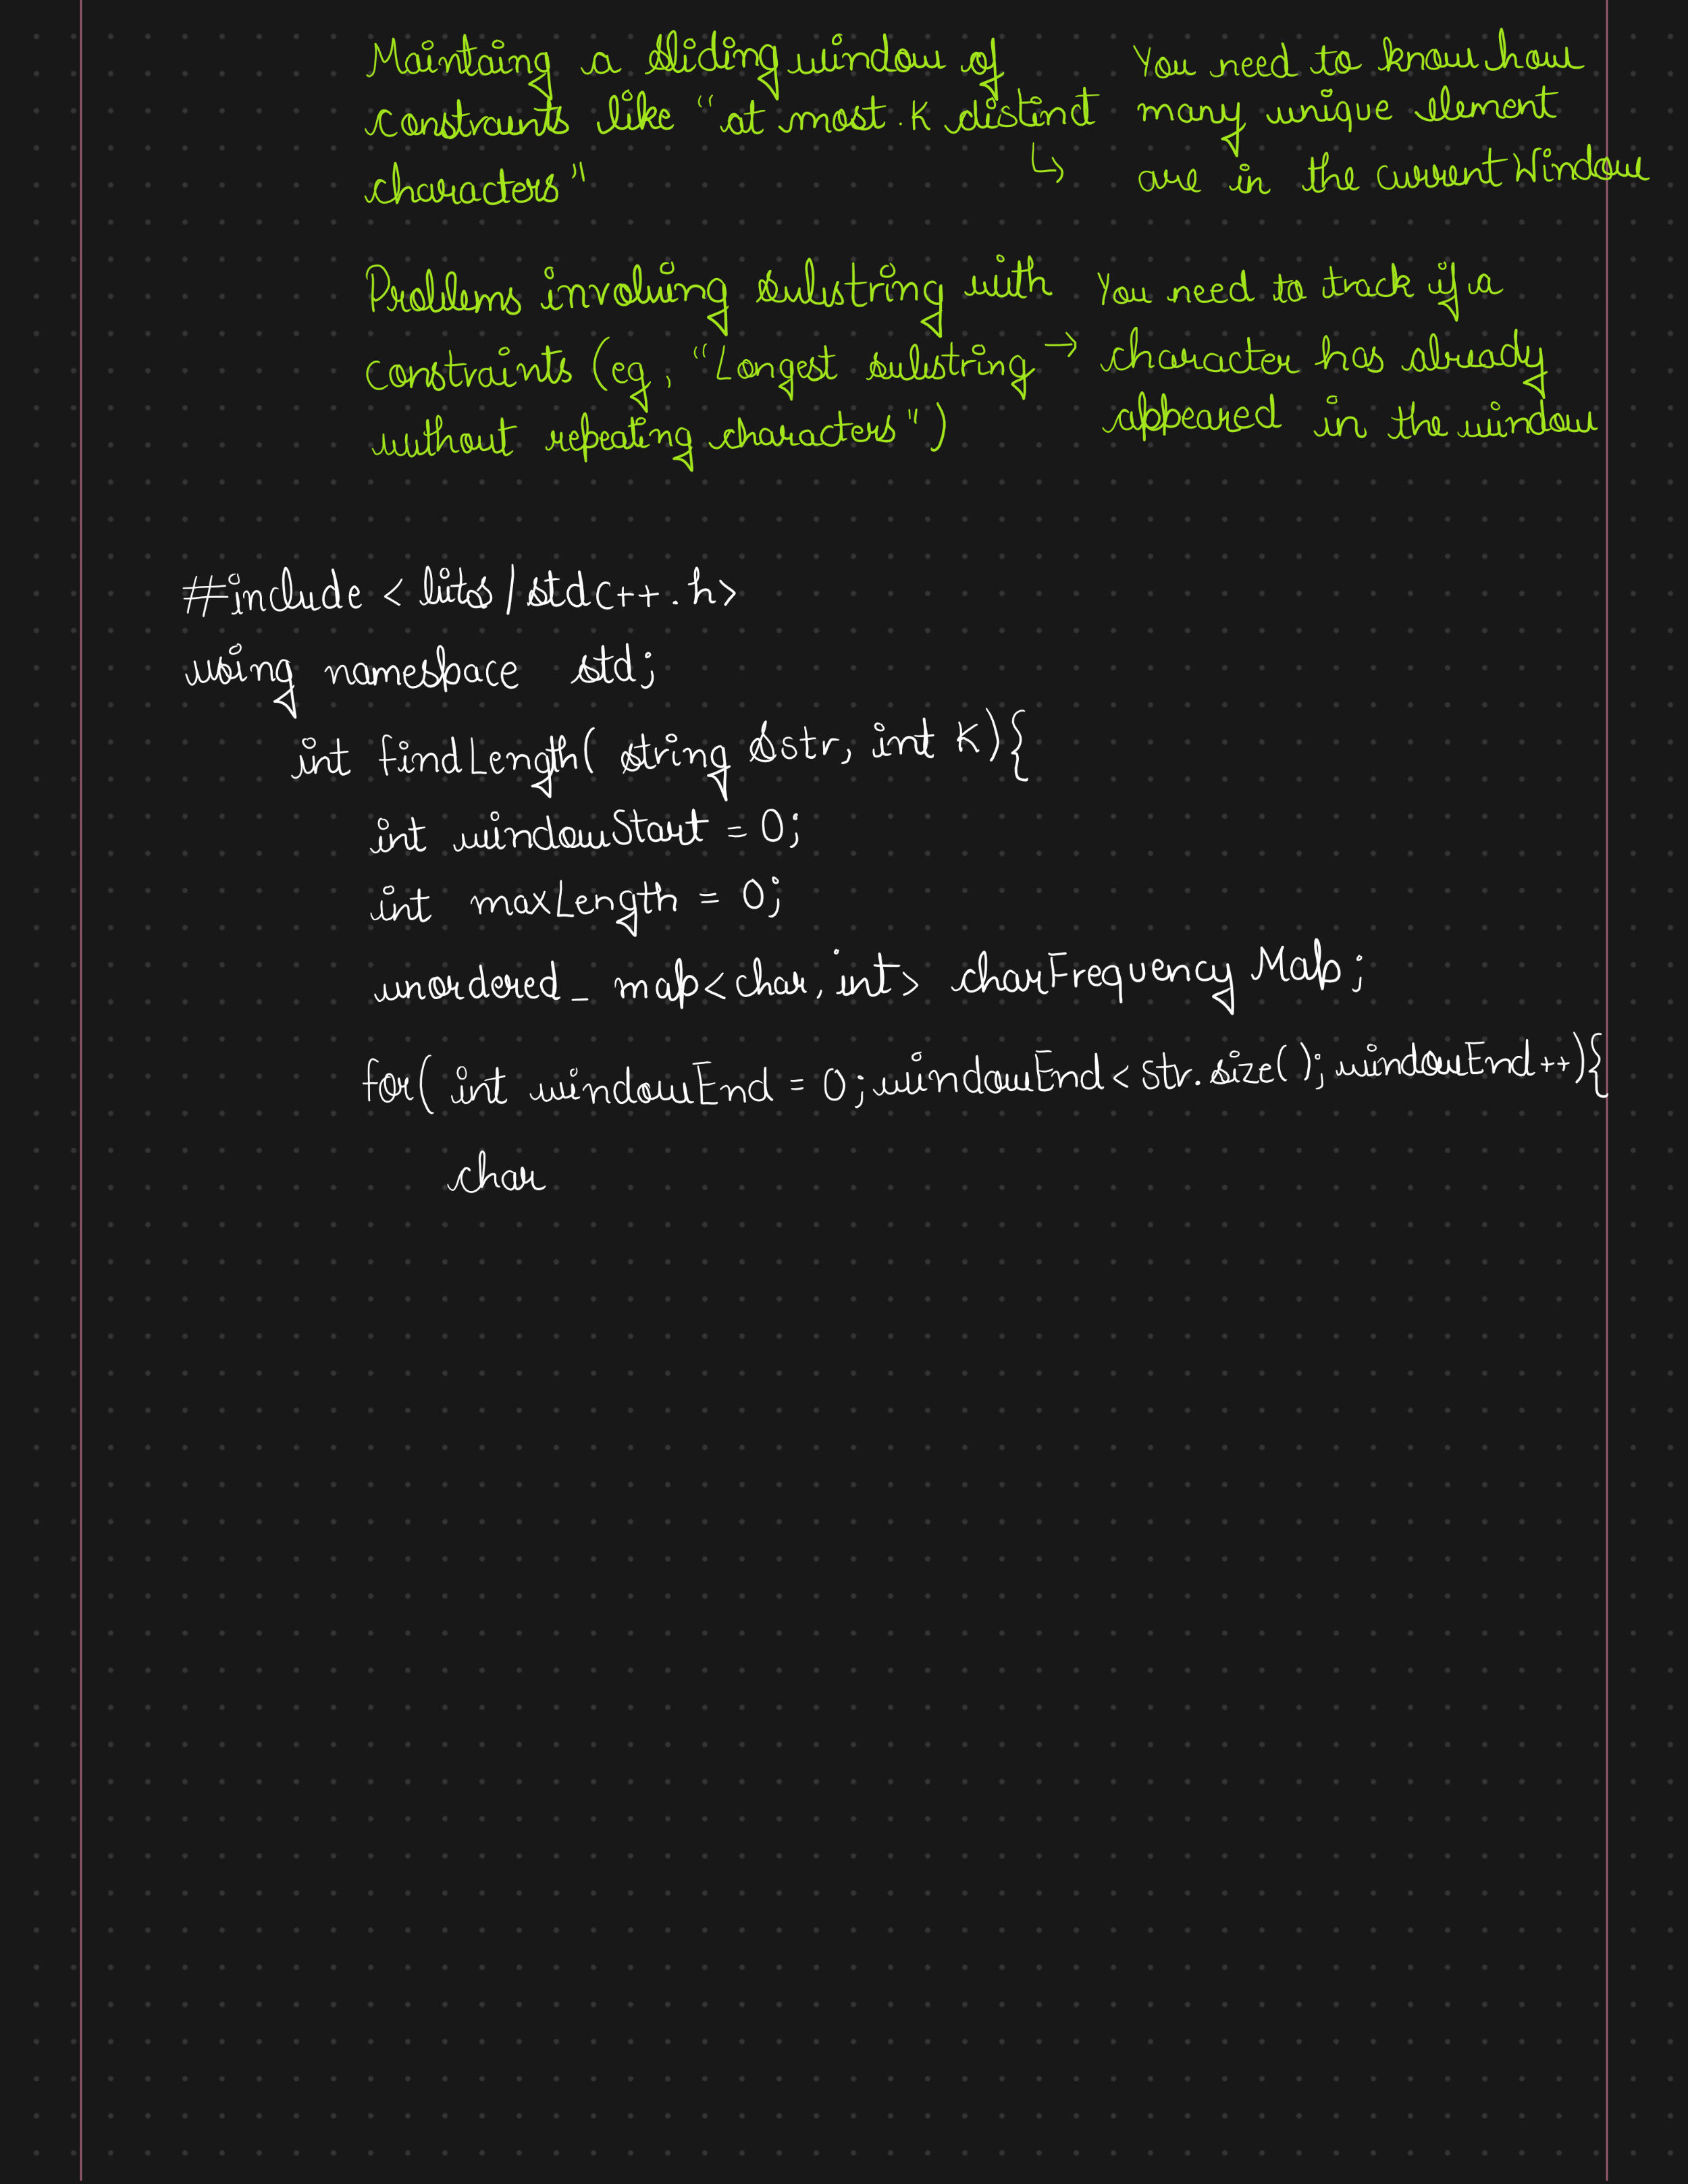 Maintaing a sliding window of
constraints like "at most K distinct
characters"
↳ You need to know how
many unique element
are in the current Window
Problems involving substring with
constraints (eg, "Longest substring
without repeating characters")
→ You need to track if a
character has already
appeared in the window
#include <bits/stdc++.h>
using namespace std;
int findLength( string &str, int K){
int windowStart = 0;
int maxLength = 0;
unordered_map<char, int> charFrequency Map;
for( int windowEnd = 0; windowEnd < str.size(); windowEnd++){
char